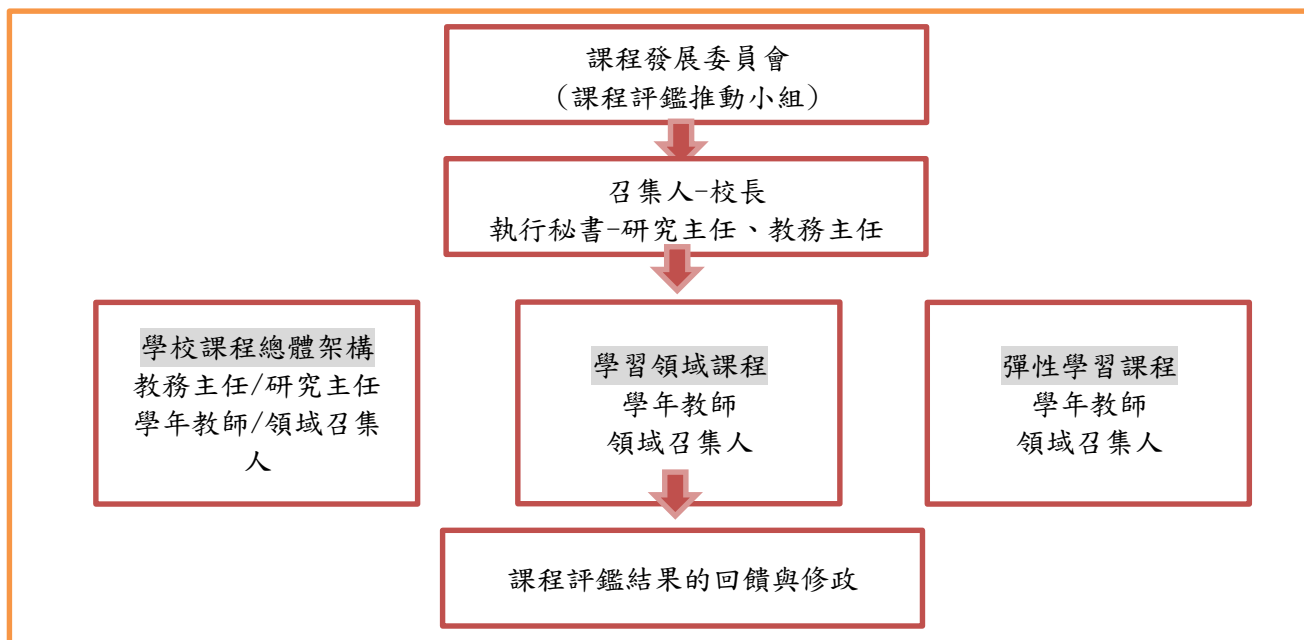 課程發展委員會
（課程評鑑推動小組）
召集人-校長
執行秘書-研究主任、教務主任
學校課程總體架構
教務主任/研究主任
學年教師/領域召集
人
學習領域課程
學年教師
領域召集人
彈性學習課程
學年教師
領域召集人
課程評鑑結果的回饋與修政